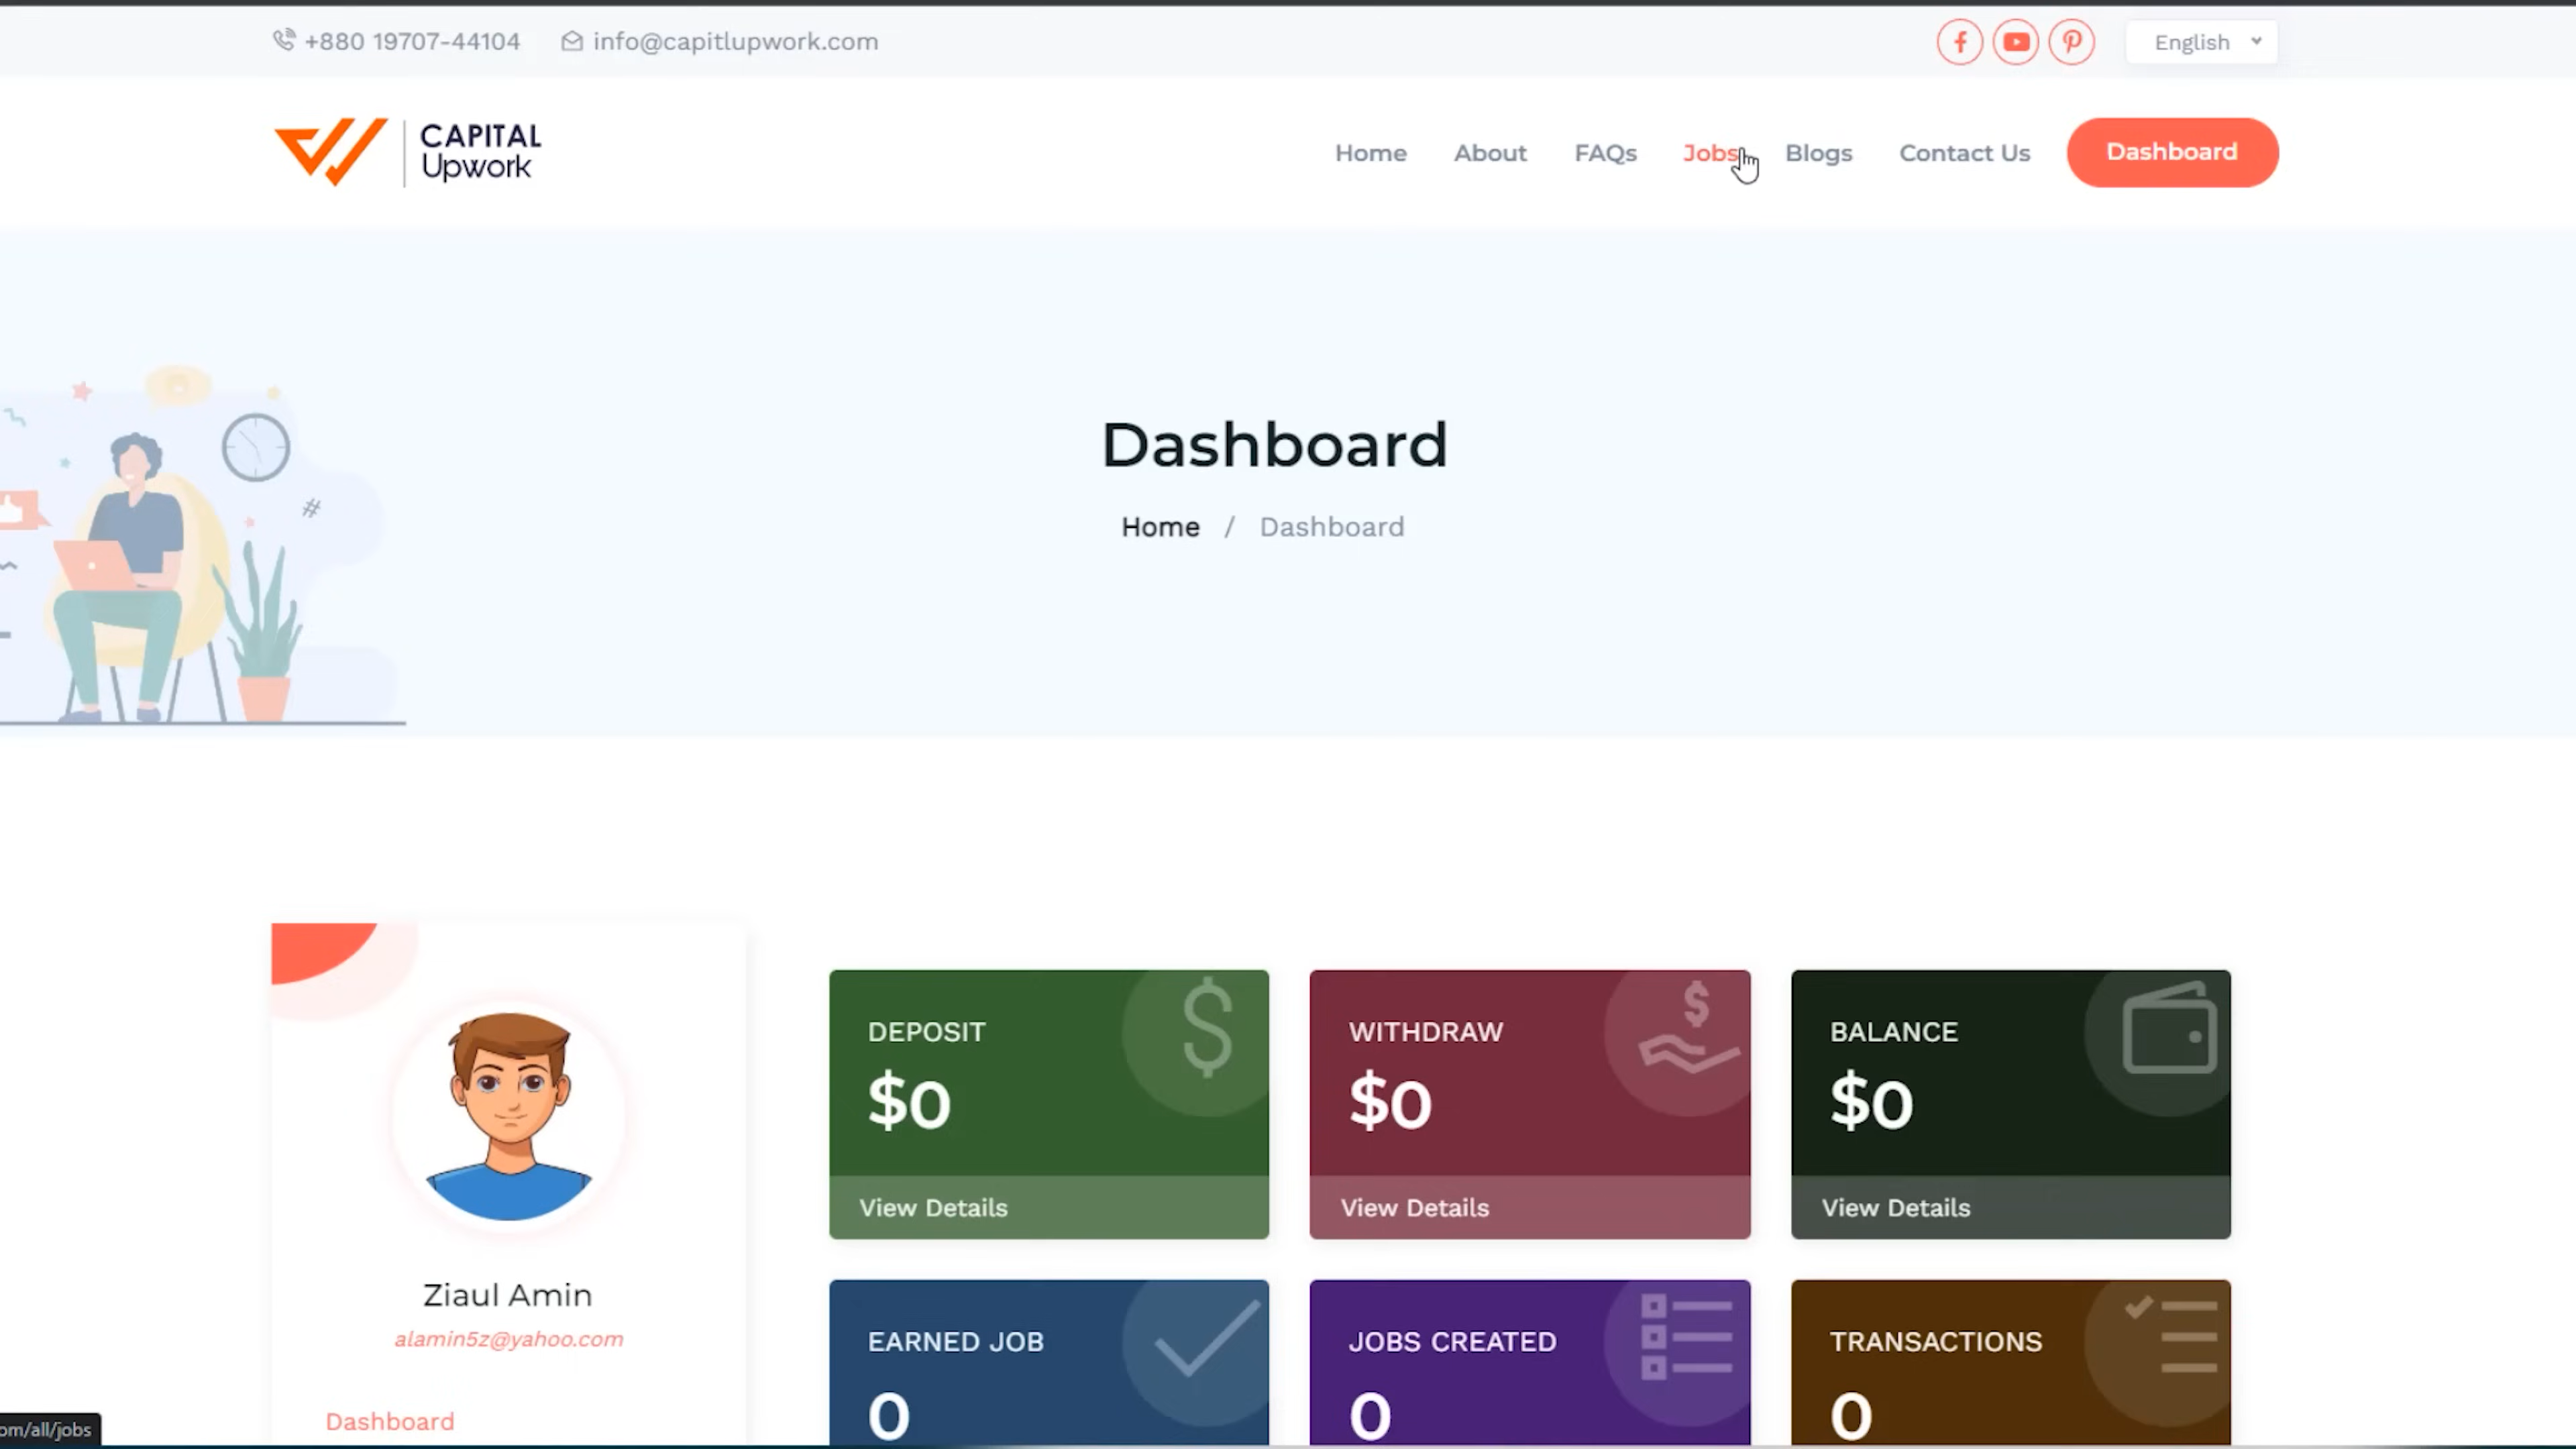 +880 19707-44104 info@capitlupwork.com English
CAPITAL
Upwork
Home About FAQs Jobs Blogs Contact Us Dashboard
Dashboard
Home / Dashboard
#
DEPOSIT
$0
View Details
WITHDRAW
$0
View Details
BALANCE
$0
View Details
Ziaul Amin
alamin5z@yahoo.com
Dashboard
EARNED JOB
0
JOBS CREATED
0
TRANSACTIONS
0
om/all/jobs